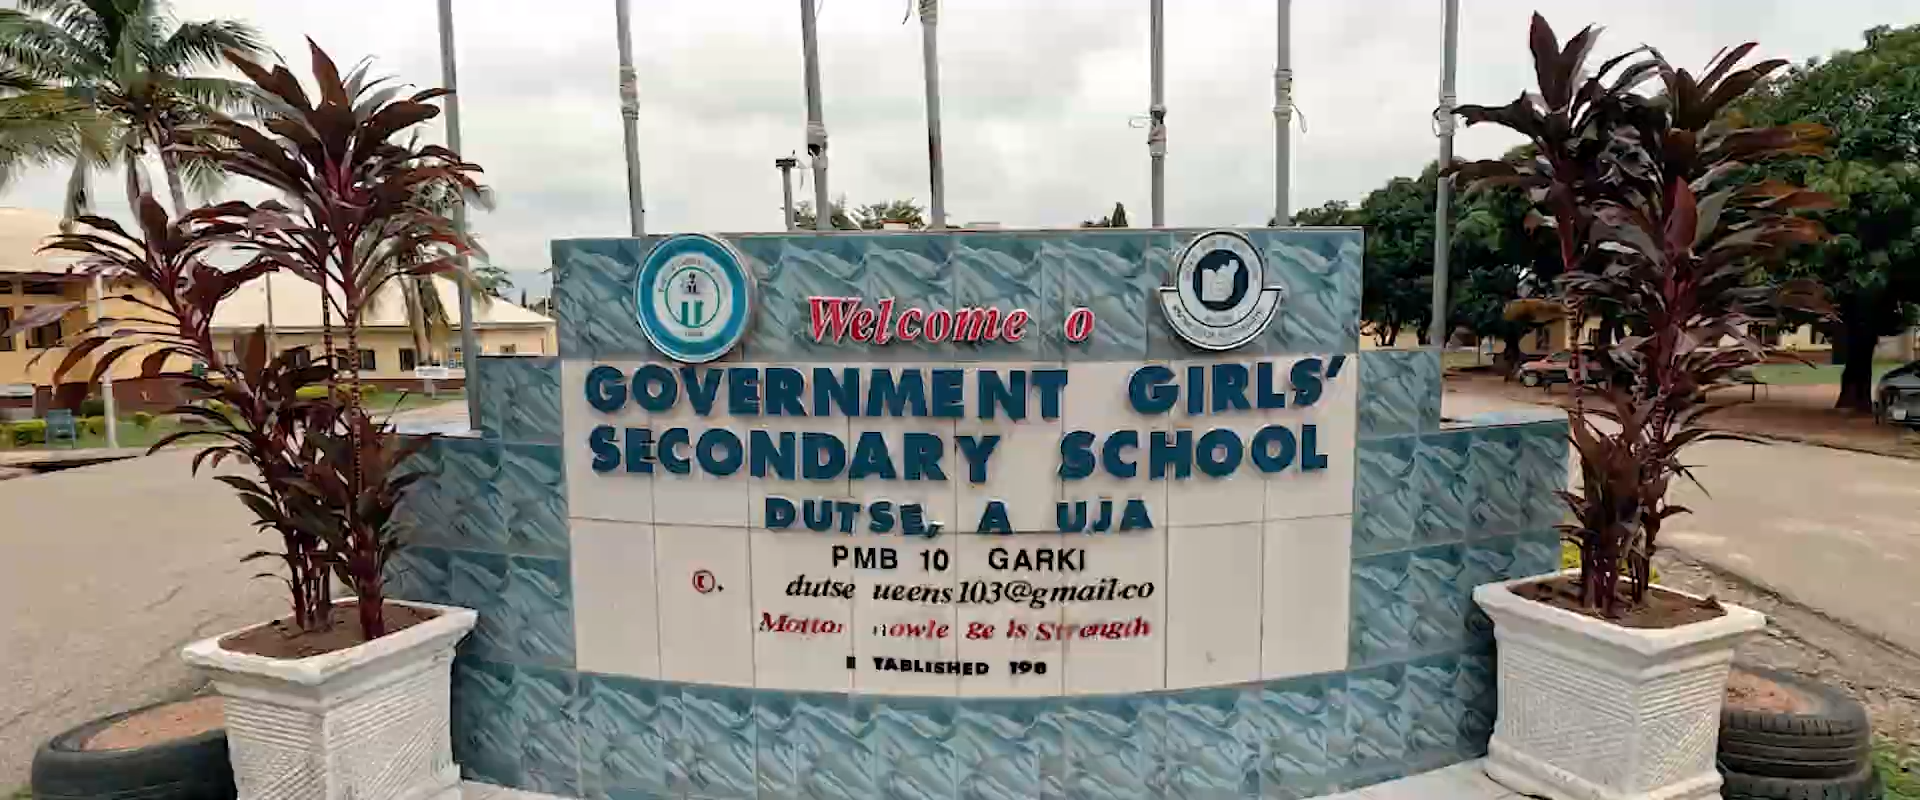 Welcome o
GOVERNMENT GIRLS'
SECONDARY SCHOOL
DUTSE, A UJA
PMB 10 GARKI
©.
dutse ueens103@gmail.co
Motto: nowle ge is Strength
E TABLISHED 198